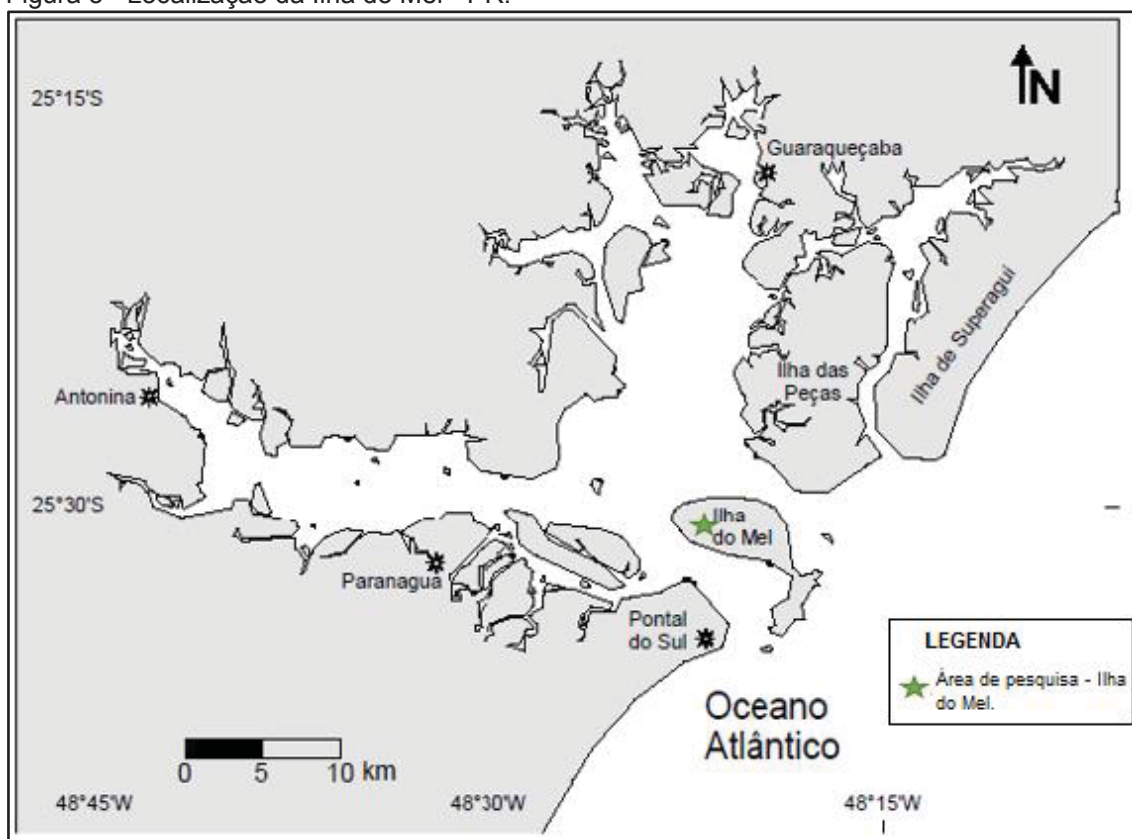 Figura 3 - Localização da Ilha do Mel - PR.
N
25°15'S
Guaraqueçaba
Ilha de Superagui
Ilha das
Peças
Antonina
25°30'S
Ilha
do Mel
Paranagua
Pontal
do Sul
LEGENDA
Área de pesquisa - Ilha
do Mel.
Oceano
Atlântico
0 5 10 km
48°45'W 48°30'W 48°15'W